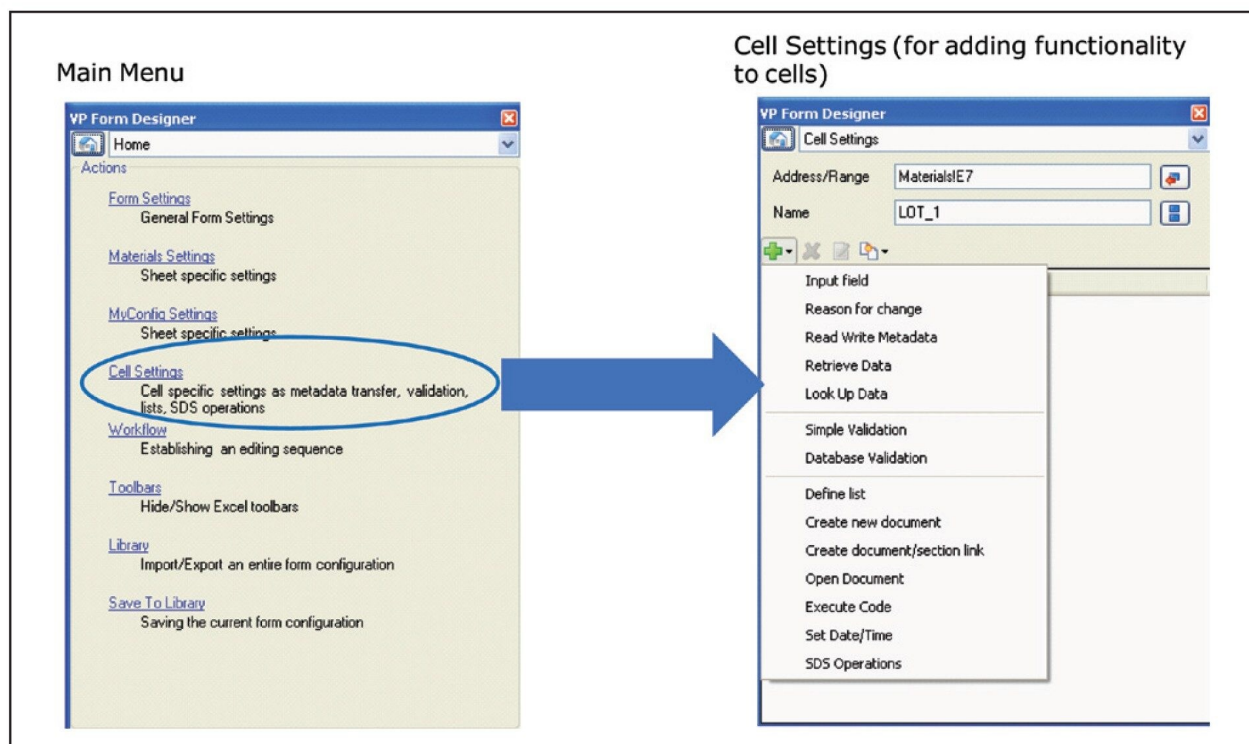 Main Menu
VP Form Designer
Home
Actions
Form Settings
General Form Settings
Materials Settings
Sheet specific settings
MyConfig Settings
Sheet specific settings
Cell Settings
Cell specific settings as metadata transfer, validation,
lists, SDS operations
Workflow
Establishing an editing sequence
Toolbars
Hide/Show Excel toolbars
Library
Import/Export an entire form configuration
Save To Library
Saving the current form configuration
Cell Settings (for adding functionality
to cells)
VP Form Designer
Cell Settings
Address/Range Materials!E7
Name LOT_1
Input field
Reason for change
Read Write Metadata
Retrieve Data
Look Up Data
Simple Validation
Database Validation
Define list
Create new document
Create document/section link
Open Document
Execute Code
Set Date/Time
SDS Operations